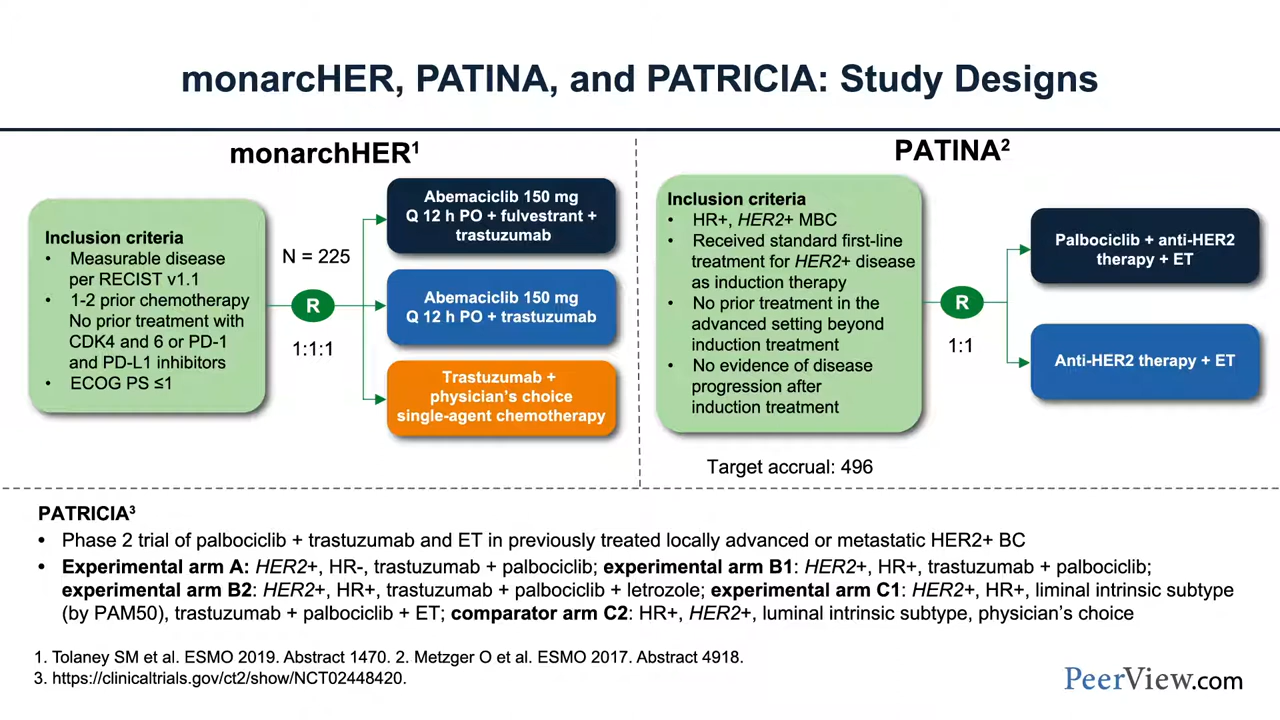 monarcHER, PATINA, and PATRICIA: Study Designs
monarchHER1
Inclusion criteria
• Measurable disease
per RECIST v1.1
• 1-2 prior chemotherapy
No prior treatment with
CDK4 and 6 or PD-1
and PD-L1 inhibitors
• ECOG PS ≤1
N = 225
R
1:1:1
Abemaciclib 150 mg
Q 12 h PO + fulvestrant +
trastuzumab
Abemaciclib 150 mg
Q 12 h PO + trastuzumab
Trastuzumab +
physician's choice
single-agent chemotherapy
PATINA2
Inclusion criteria
• HR+, HER2+ MBC
• Received standard first-line
treatment for HER2+ disease
as induction therapy
• No prior treatment in the
advanced setting beyond
induction treatment
• No evidence of disease
progression after
induction treatment
R
1:1
Palbociclib + anti-HER2
therapy + ET
Anti-HER2 therapy + ET
Target accrual: 496
PATRICIA3
• Phase 2 trial of palbociclib + trastuzumab and ET in previously treated locally advanced or metastatic HER2+ BC
• Experimental arm A: HER2+, HR-, trastuzumab + palbociclib; experimental arm B1: HER2+, HR+, trastuzumab + palbociclib;
experimental arm B2: HER2+, HR+, trastuzumab + palbociclib + letrozole; experimental arm C1: HER2+, HR+, liminal intrinsic subtype
(by PAM50), trastuzumab + palbociclib + ET; comparator arm C2: HR+, HER2+, luminal intrinsic subtype, physician's choice
1. Tolaney SM et al. ESMO 2019. Abstract 1470. 2. Metzger O et al. ESMO 2017. Abstract 4918.
3. https://clinicaltrials.gov/ct2/show/NCT02448420.
PeerView.com